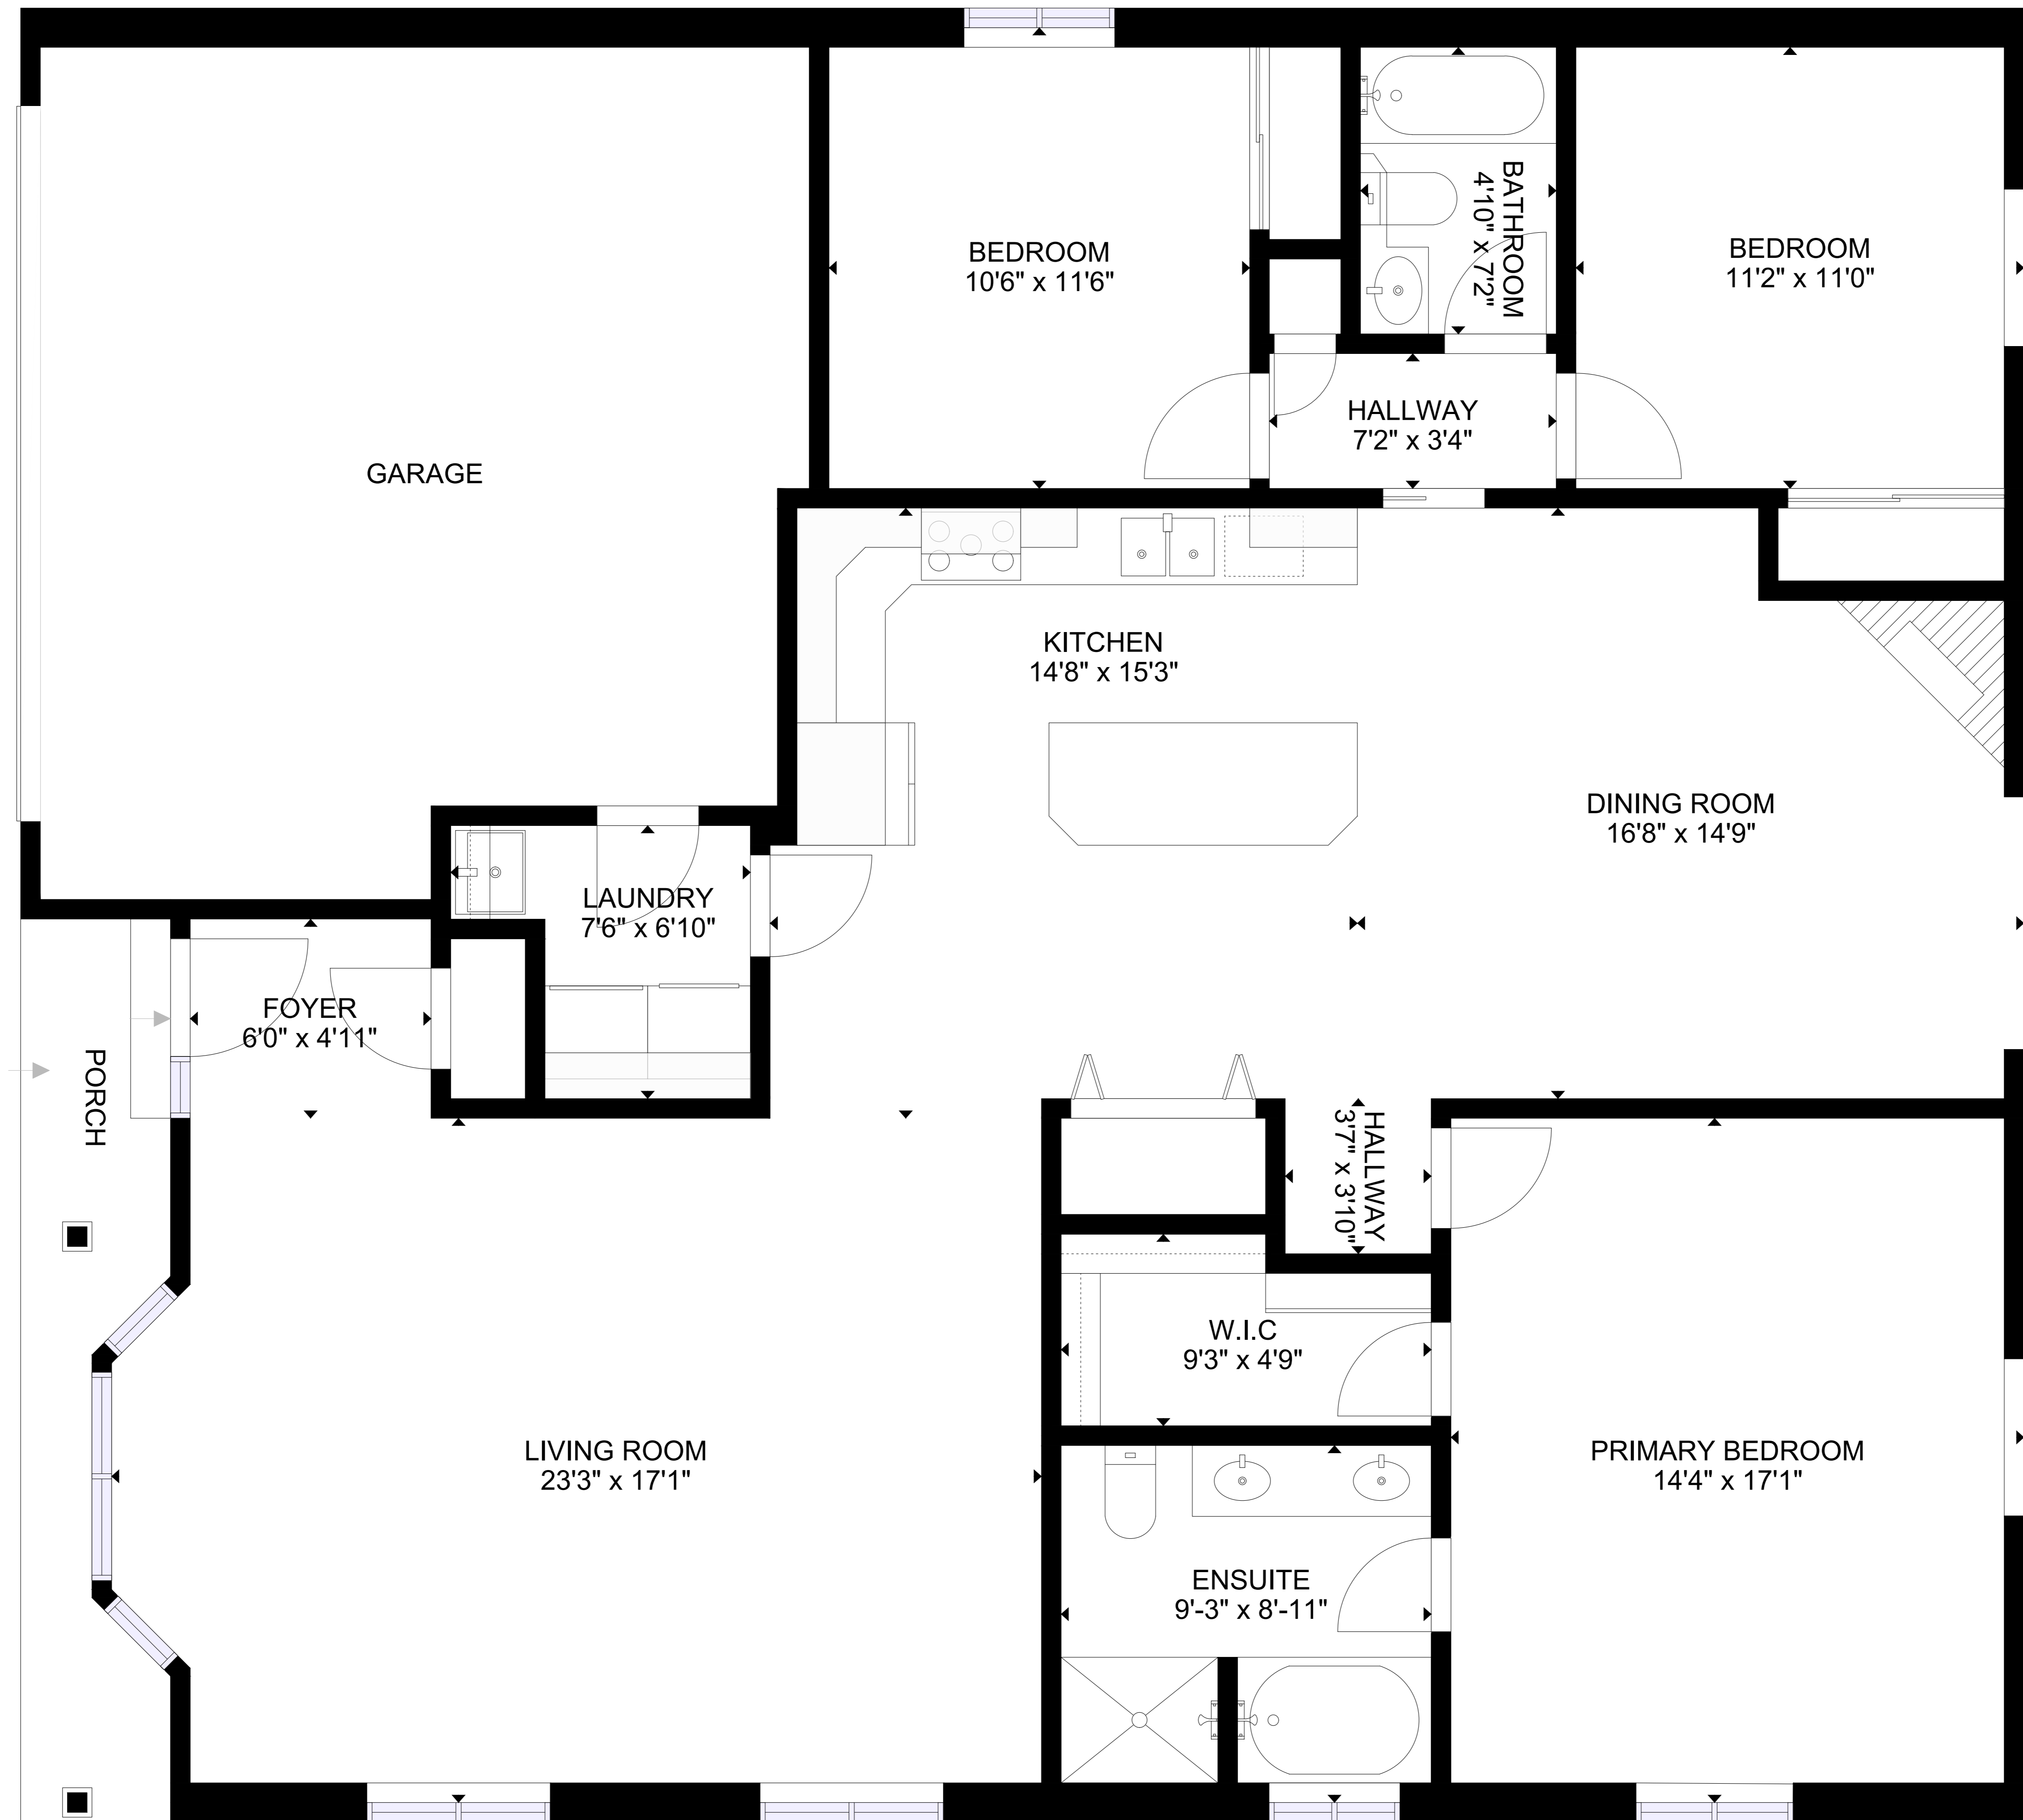 BEDROOM
10'6" x 11'6"
BATHROOM
4'10" x 7'2"
BEDROOM
11'2" x 11'0"
HALLWAY
7'2" x 3'4"
GARAGE
KITCHEN
14'8" x 15'3"
DINING ROOM
16'8" x 14'9"
LAUNDRY
7'6" x 6'10"
FOYER
6'0" x 4'11"
PORCH
HALLWAY
3'7" x 3'10"
W.I.C
9'3" x 4'9"
LIVING ROOM
23'3" x 17'1"
PRIMARY BEDROOM
14'4" x 17'1"
ENSUITE
9'-3" x 8'-11"